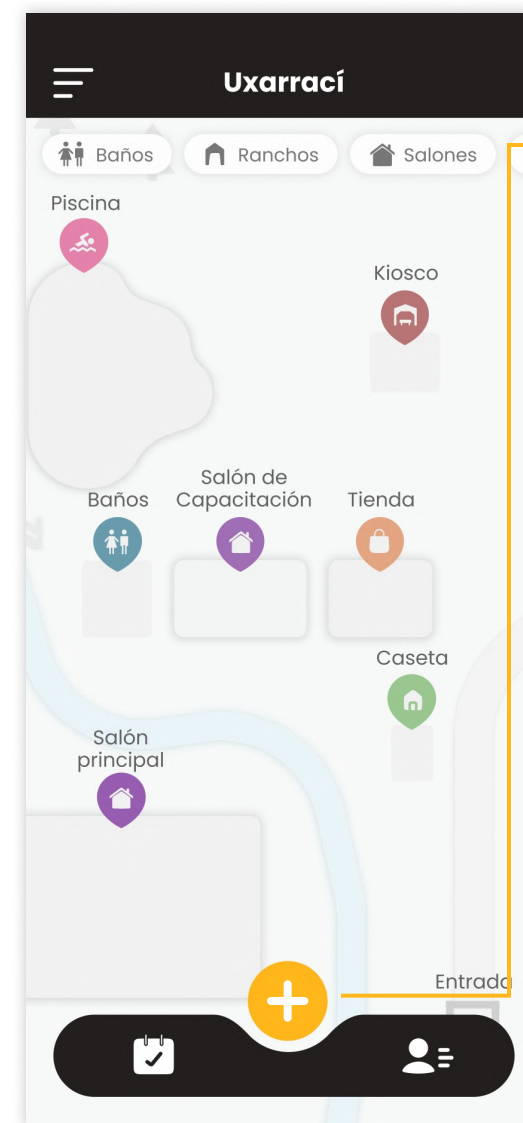 Uxarrací
Baños
Ranchos
Salones
Piscina
Kiosco
Baños
Salón de
Capacitación
Tienda
Caseta
Salón
principal
Entrada